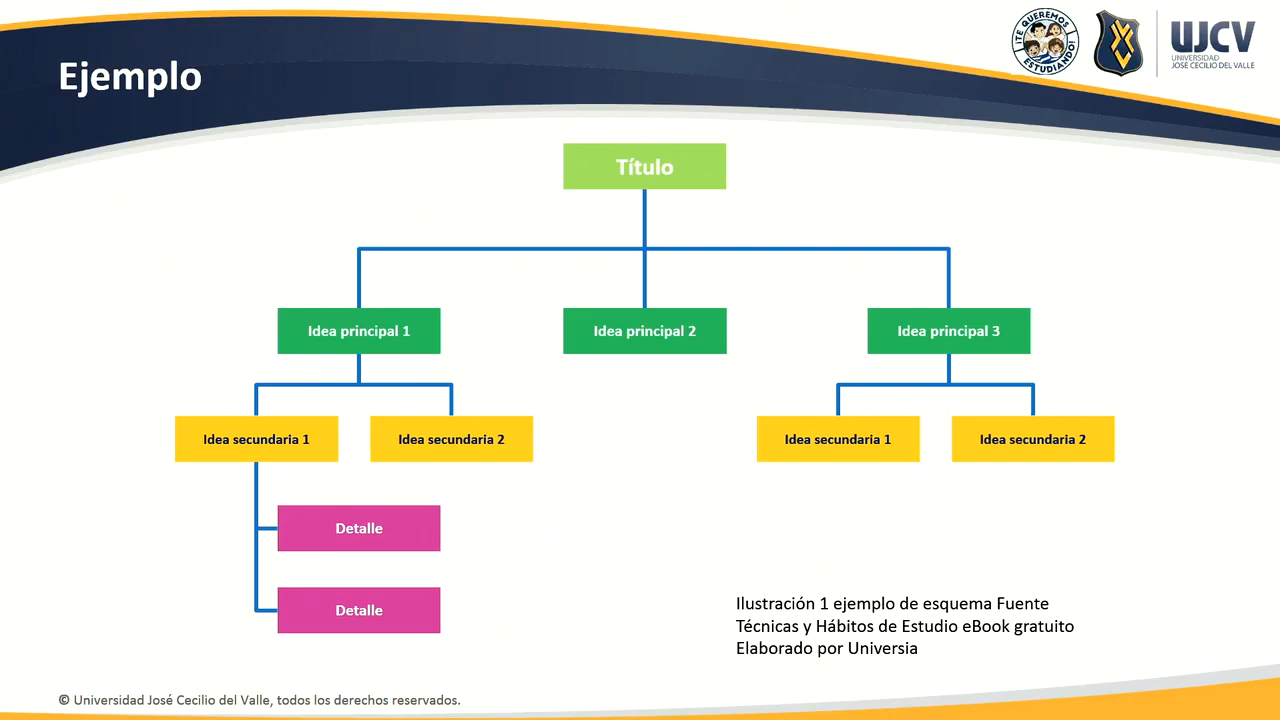 Ejemplo
¡TE QUEREMOS ESTUDIANDO!
UJCV
UNIVERSIDAD
JOSÉ CECILIO DEL VALLE
Título
Idea principal 1
Idea principal 2
Idea principal 3
Idea secundaria 1
Idea secundaria 2
Idea secundaria 1
Idea secundaria 2
Detalle
Detalle
Ilustración 1 ejemplo de esquema Fuente
Técnicas y Hábitos de Estudio eBook gratuito
Elaborado por Universia
© Universidad José Cecilio del Valle, todos los derechos reservados.